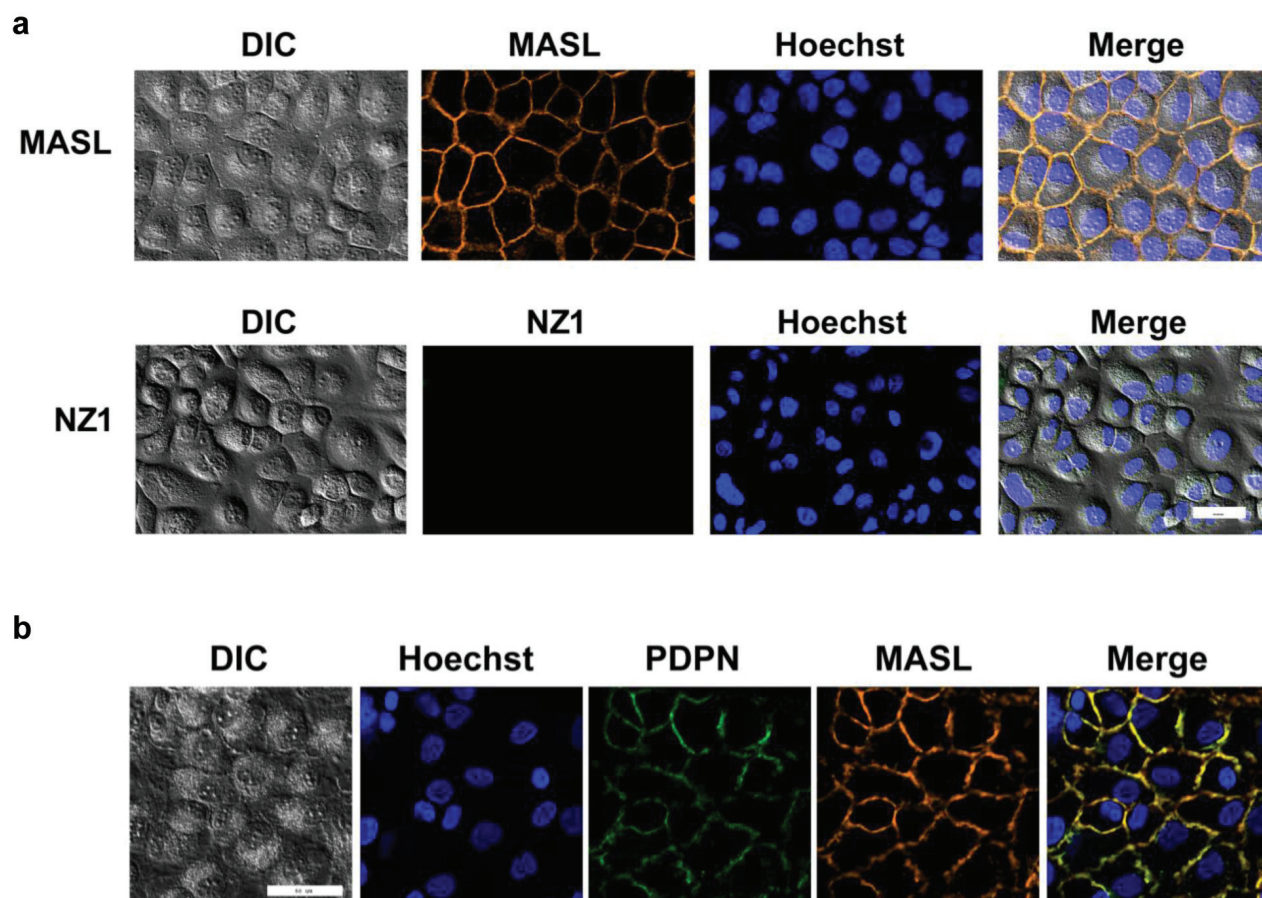 a
DIC MASL Hoechst Merge
MASL
DIC NZ1 Hoechst Merge
NZ1
b
DIC Hoechst PDPN MASL Merge